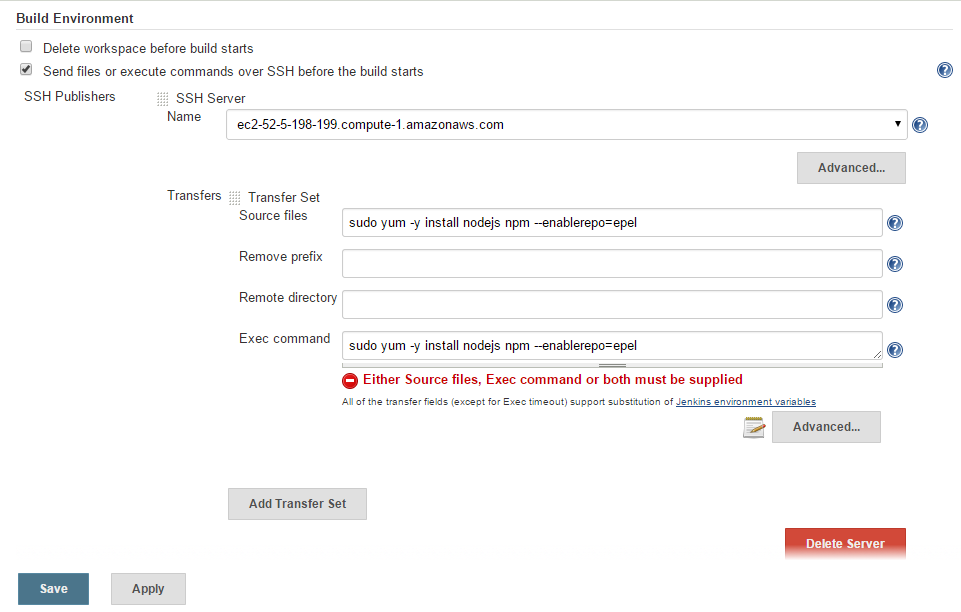 Build Environment
Delete workspace before build starts
Send files or execute commands over SSH before the build starts
SSH Publishers
SSH Server
Name
ec2-52-5-198-199.compute-1.amazonaws.com
Advanced...
Transfers
Transfer Set
Source files
sudo yum -y install nodejs npm --enablerepo=epel
Remove prefix
Remote directory
Exec command
sudo yum -y install nodejs npm --enablerepo=epel
Either Source files, Exec command or both must be supplied
All of the transfer fields (except for Exec timeout) support substitution of Jenkins environment variables
Advanced...
Add Transfer Set
Delete Server
Save
Apply